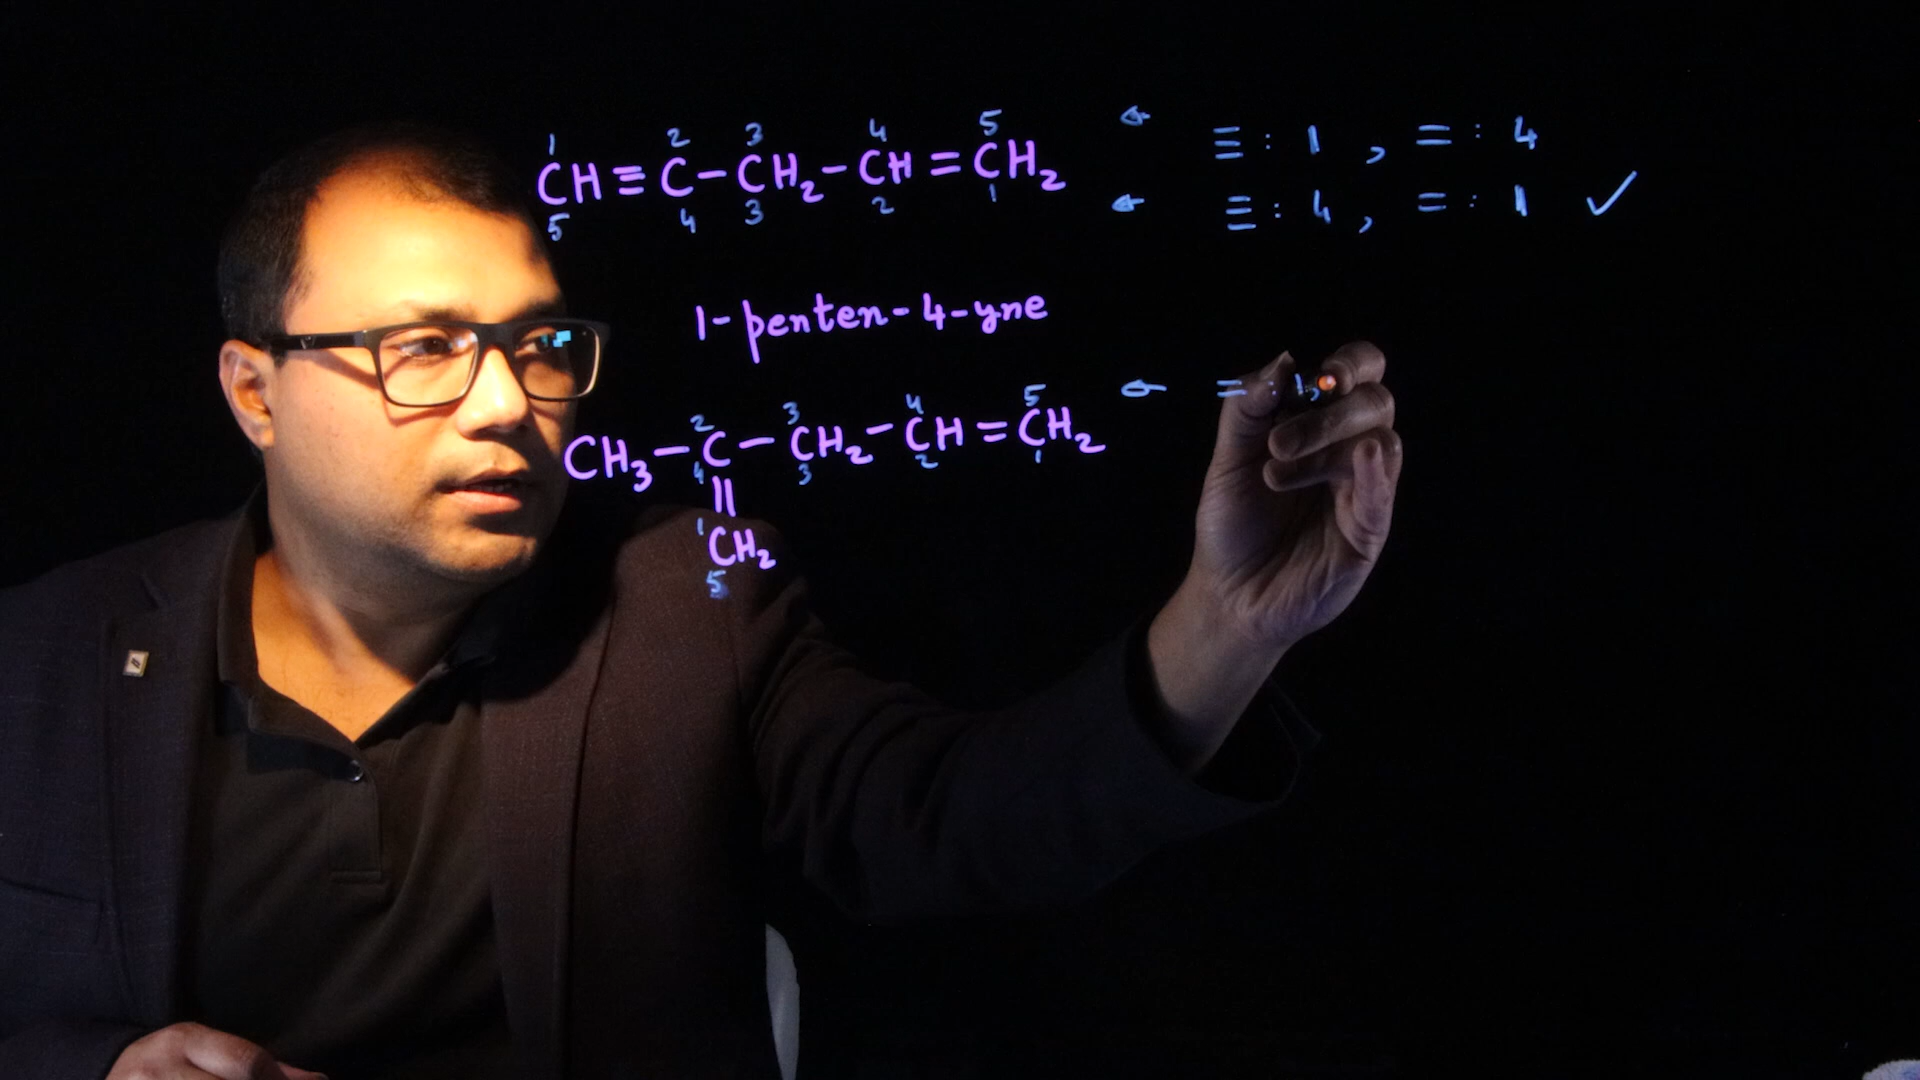 1 2 3 4 5
CH≡C-CH₂-CH=CH₂
5 4 3 2 1
← ≡ : 1 , = : 4
← ≡ : 4 , = : 1 ✓
1-penten-4-yne
2 3 4 5
CH₃-C-CH₂-CH=CH₂
4 3 2 1
||
1
CH₂
5
← = : 1,